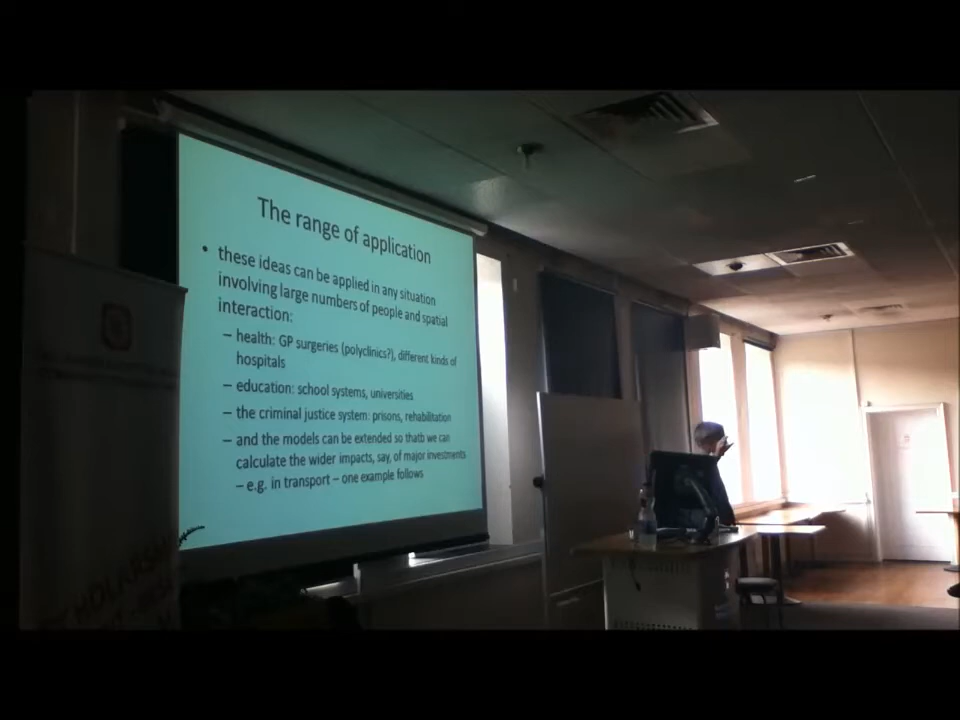 The range of application
• these ideas can be applied in any situation
involving large numbers of people and spatial
interaction:
– health: GP surgeries (polyclinics?), different kinds of
hospitals
– education: school systems, universities
– the criminal justice system: prisons, rehabilitation
– and the models can be extended so thatb we can
calculate the wider impacts, say, of major investments
– e.g. in transport – one example follows